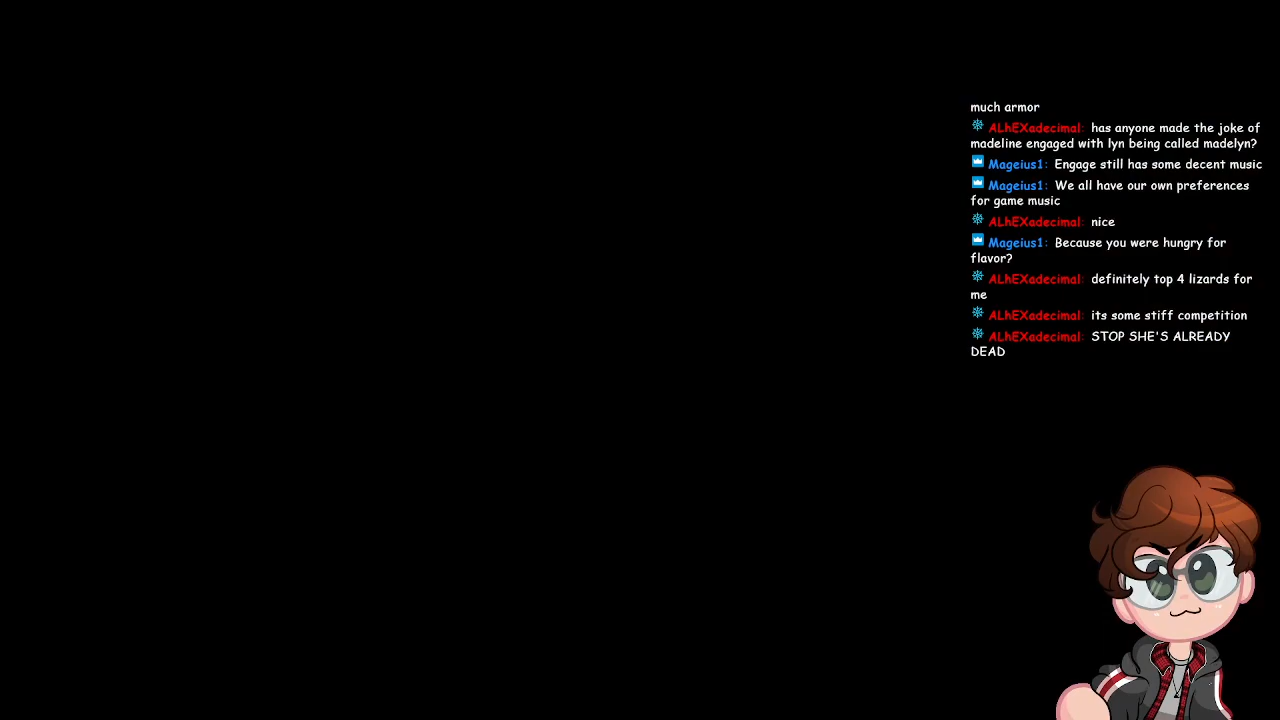 much armor
ALhEXadecimal: has anyone made the joke of
madeline engaged with lyn being called madelyn?
Mageius1: Engage still has some decent music
Mageius1: We all have our own preferences
for game music
ALhEXadecimal: nice
Mageius1: Because you were hungry for
flavor?
ALhEXadecimal: definitely top 4 lizards for
me
ALhEXadecimal: its some stiff competition
ALhEXadecimal: STOP SHE'S ALREADY
DEAD